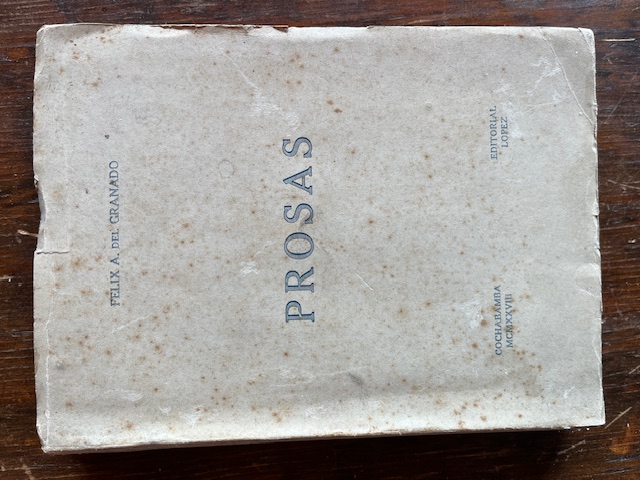 FELIX A. DEL GRANADO
PROSAS
COCHABAMBA
MCMXXVIII
EDITORIAL
LOPEZ